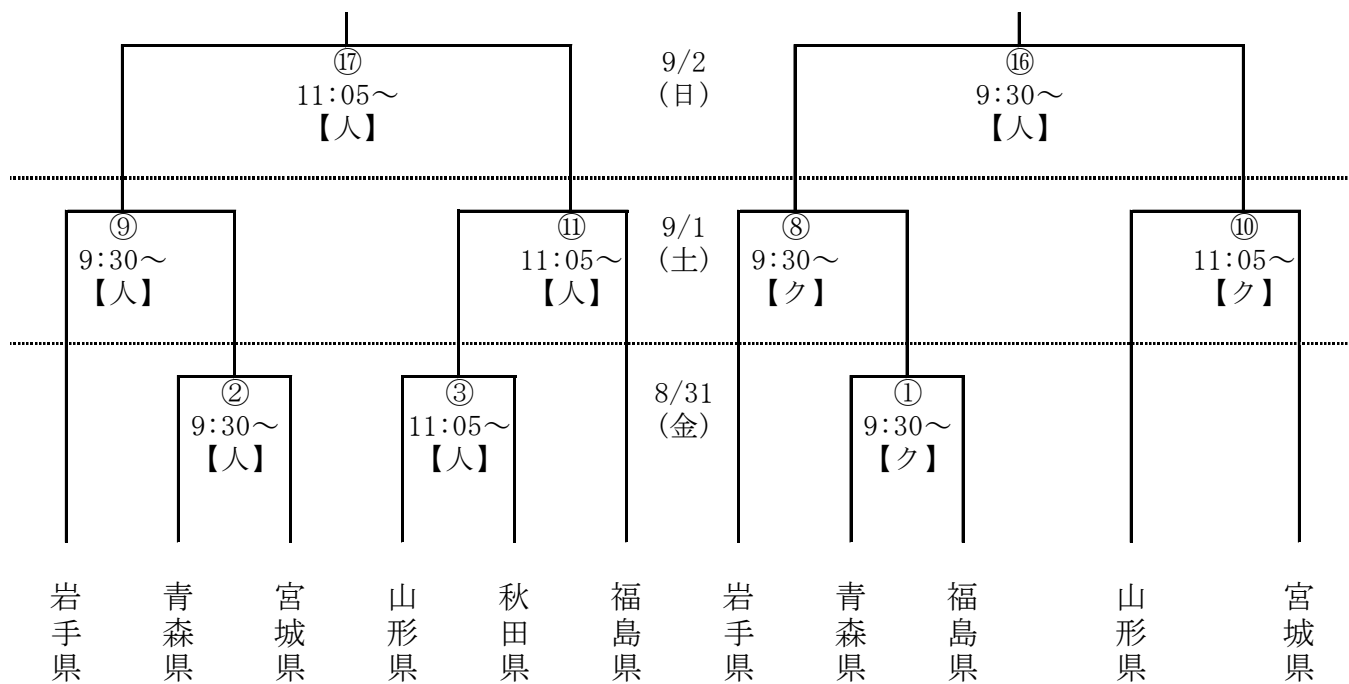 ⑰
11:05～
【人】
9/2
(日)
⑯
9:30～
【人】
⑨
9:30～
【人】
⑪
11:05～
【人】
9/1
(土)
⑧
9:30～
【ク】
⑩
11:05～
【ク】
②
9:30～
【人】
③
11:05～
【人】
8/31
(金)
①
9:30～
【ク】
岩手県
青森県
宮城県
山形県
秋田県
福島県
岩手県
青森県
福島県
山形県
宮城県